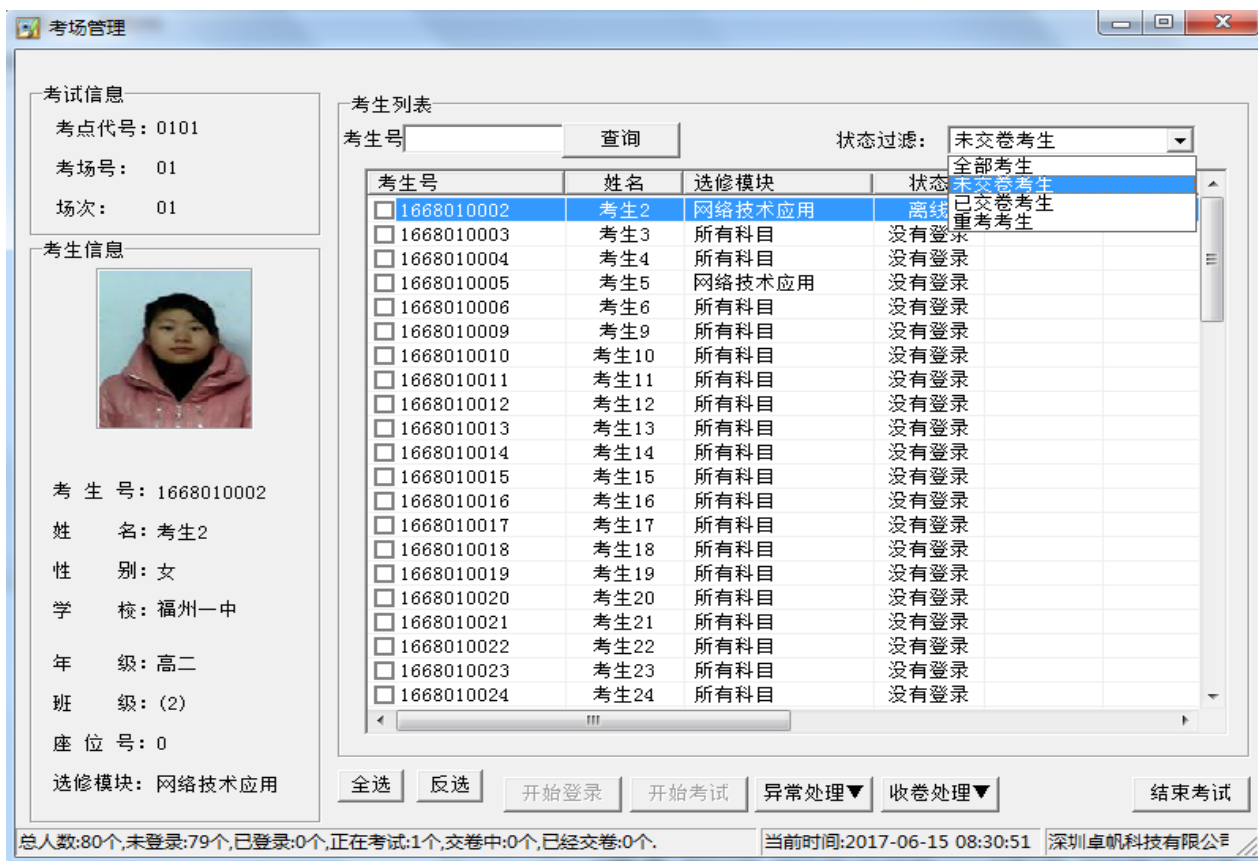 考场管理
考试信息
考点代号：0101
考场号： 01
场次： 01
考生信息
考 生 号：1668010002
姓 名：考生2
性 别：女
学 校：福州一中
年 级：高二
班 级：(2)
座 位 号：0
选修模块：网络技术应用
考生列表
考生号 查询 状态过滤： 未交卷考生
全部考生
未交卷考生
已交卷考生
重考考生
考生号 姓名 选修模块 状态
1668010002 考生2 网络技术应用 离线
1668010003 考生3 所有科目 没有登录
1668010004 考生4 所有科目 没有登录
1668010005 考生5 网络技术应用 没有登录
1668010006 考生6 所有科目 没有登录
1668010009 考生9 所有科目 没有登录
1668010010 考生10 所有科目 没有登录
1668010011 考生11 所有科目 没有登录
1668010012 考生12 所有科目 没有登录
1668010013 考生13 所有科目 没有登录
1668010014 考生14 所有科目 没有登录
1668010015 考生15 所有科目 没有登录
1668010016 考生16 所有科目 没有登录
1668010017 考生17 所有科目 没有登录
1668010018 考生18 所有科目 没有登录
1668010019 考生19 所有科目 没有登录
1668010020 考生20 所有科目 没有登录
1668010021 考生21 所有科目 没有登录
1668010022 考生22 所有科目 没有登录
1668010023 考生23 所有科目 没有登录
1668010024 考生24 所有科目 没有登录
全选 反选 开始登录 开始考试 异常处理▼ 收卷处理▼ 结束考试
总人数:80个,未登录:79个,已登录:0个,正在考试:1个,交卷中:0个,已经交卷:0个. 当前时间:2017-06-15 08:30:51 深圳卓帆科技有限公司